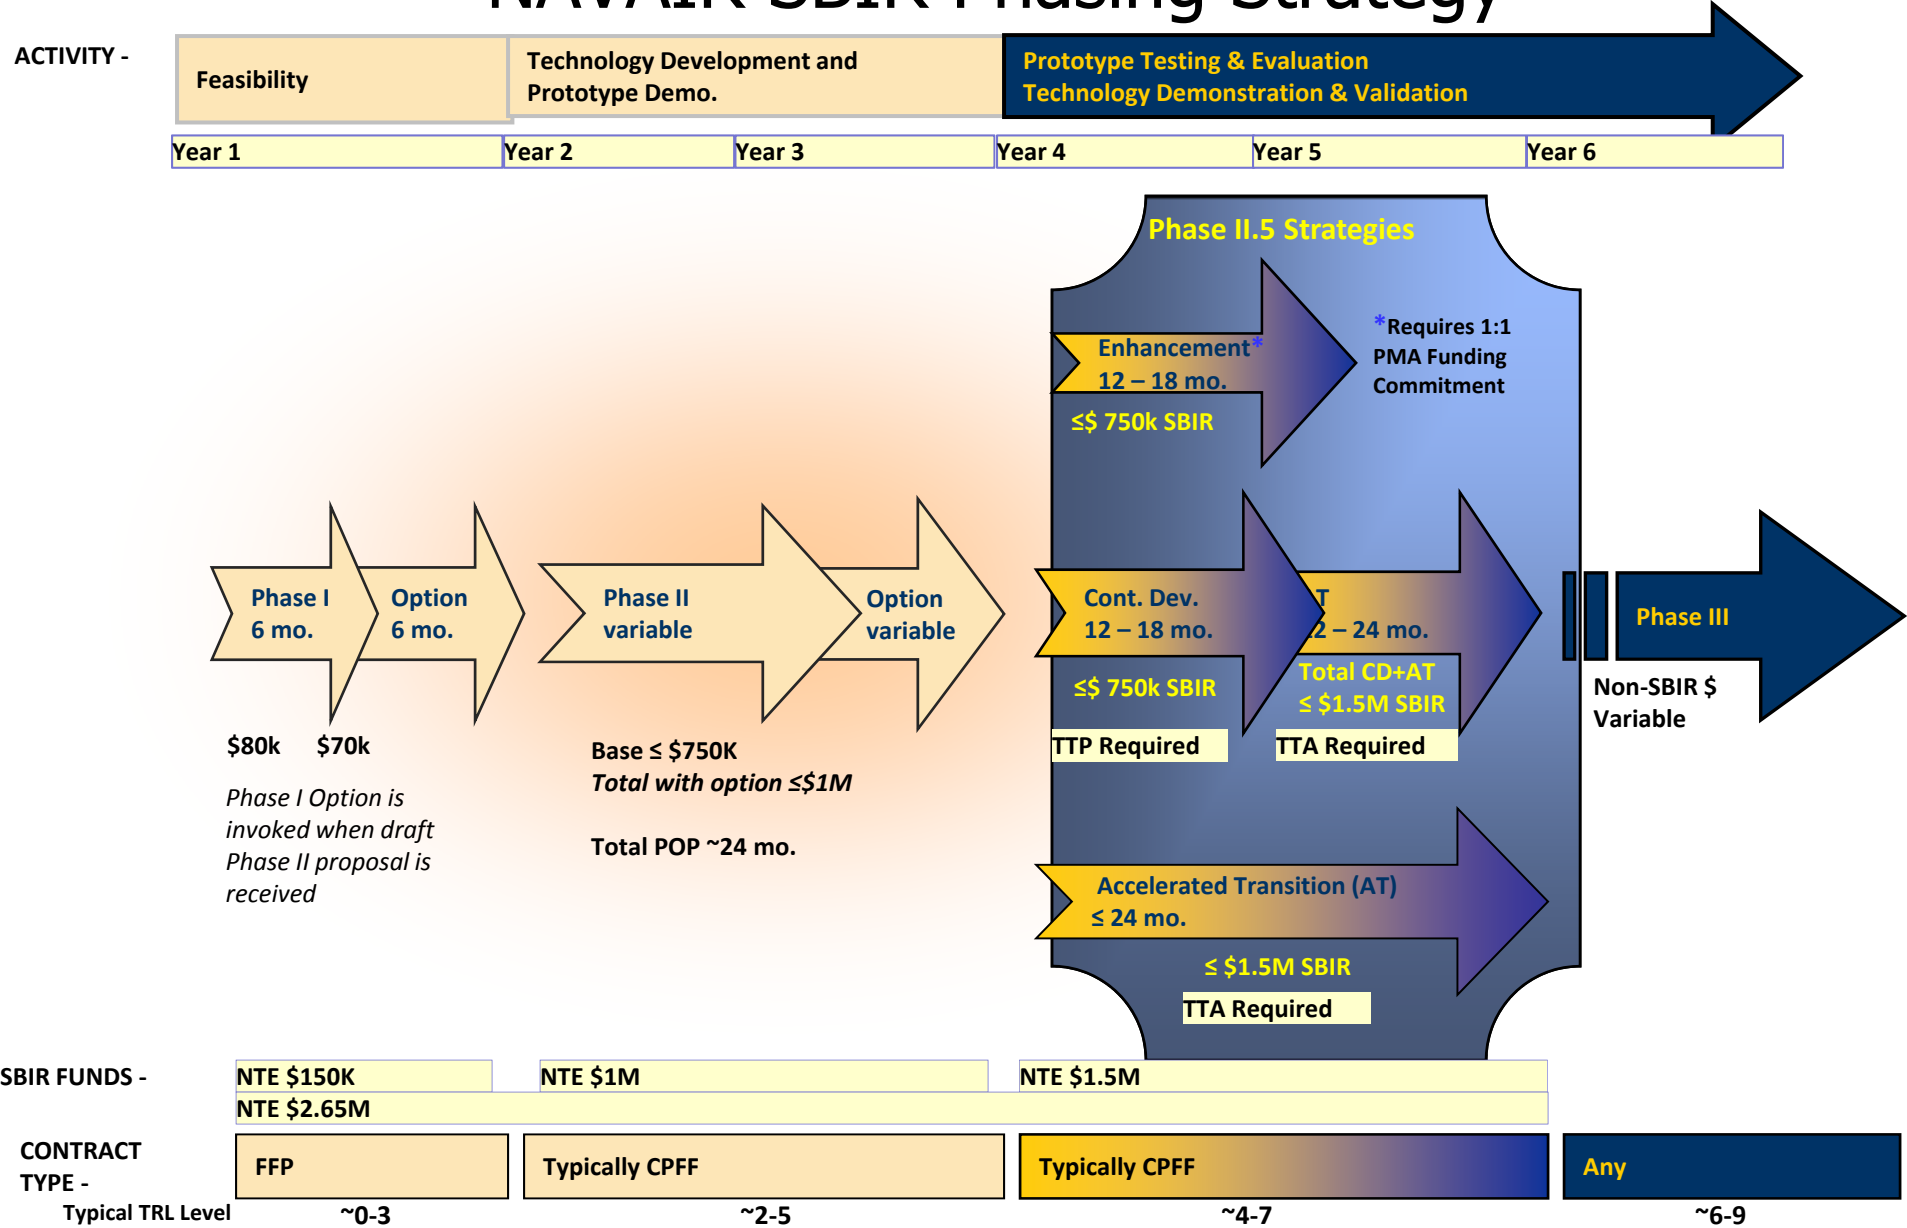 NAVAIR SBIR Phasing Strategy
ACTIVITY -
Feasibility
Technology Development and
Prototype Demo.
Prototype Testing & Evaluation
Technology Demonstration & Validation
Year 1
Year 2
Year 3
Year 4
Year 5
Year 6
Phase II.5 Strategies
Enhancement*
12 – 18 mo.
≤$ 750k SBIR
*Requires 1:1
PMA Funding
Commitment
Phase I
6 mo.
Option
6 mo.
Phase II
variable
Option
variable
Cont. Dev.
12 – 18 mo.
T
2 – 24 mo.
Phase III
≤$ 750k SBIR
Total CD+AT
≤ $1.5M SBIR
Non-SBIR $
Variable
TTP Required
TTA Required
$80k
$70k
Phase I Option is
invoked when draft
Phase II proposal is
received
Base ≤ $750K
Total with option ≤$1M
Total POP ~24 mo.
Accelerated Transition (AT)
≤ 24 mo.
≤ $1.5M SBIR
TTA Required
SBIR FUNDS -
NTE $150K
NTE $1M
NTE $1.5M
NTE $2.65M
CONTRACT
TYPE -
FFP
Typically CPFF
Typically CPFF
Any
Typical TRL Level
~0-3
~2-5
~4-7
~6-9